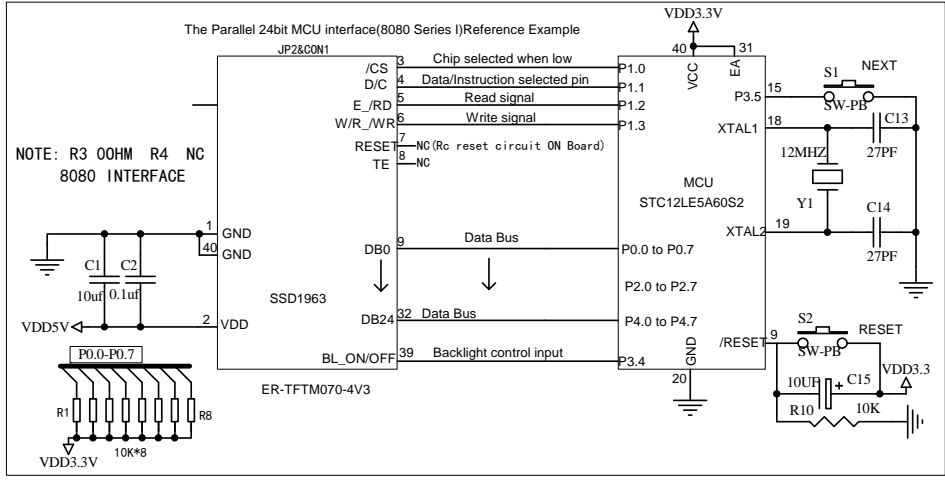 The Parallel 24bit MCU interface(8080 Series I)Reference Example
JP2&CON1
VDD3.3V
40
31
VCC
EA
/CS
3
Chip selected when low
P1.0
D/C
4
Data/Instruction selected pin
P1.1
E_/RD
5
Read signal
P1.2
W/R_/WR
6
Write signal
P1.3
RESET
7
NC(Rc reset circuit ON Board)
TE
8
NC
NOTE: R3 00HM R4 NC
8080 INTERFACE
S1
NEXT
P3.5
15
SW-PB
XTAL1
18
C13
27PF
12MHZ
Y1
MCU
STC12LE5A60S2
C14
XTAL2
19
27PF
1
GND
40
GND
C1
C2
10uf
0.1uf
VDD5V
2
VDD
SSD1963
DB0
9
Data Bus
P0.0 to P0.7
P2.0 to P2.7
DB24
32
Data Bus
P4.0 to P4.7
BL_ON/OFF
39
Backlight control input
P3.4
GND
20
ER-TFTM070-4V3
S2
RESET
/RESET
9
SW-PB
VDD3.3
10UF
+
C15
R10
10K
P0.0-P0.7
R1
R8
10K*8
VDD3.3V